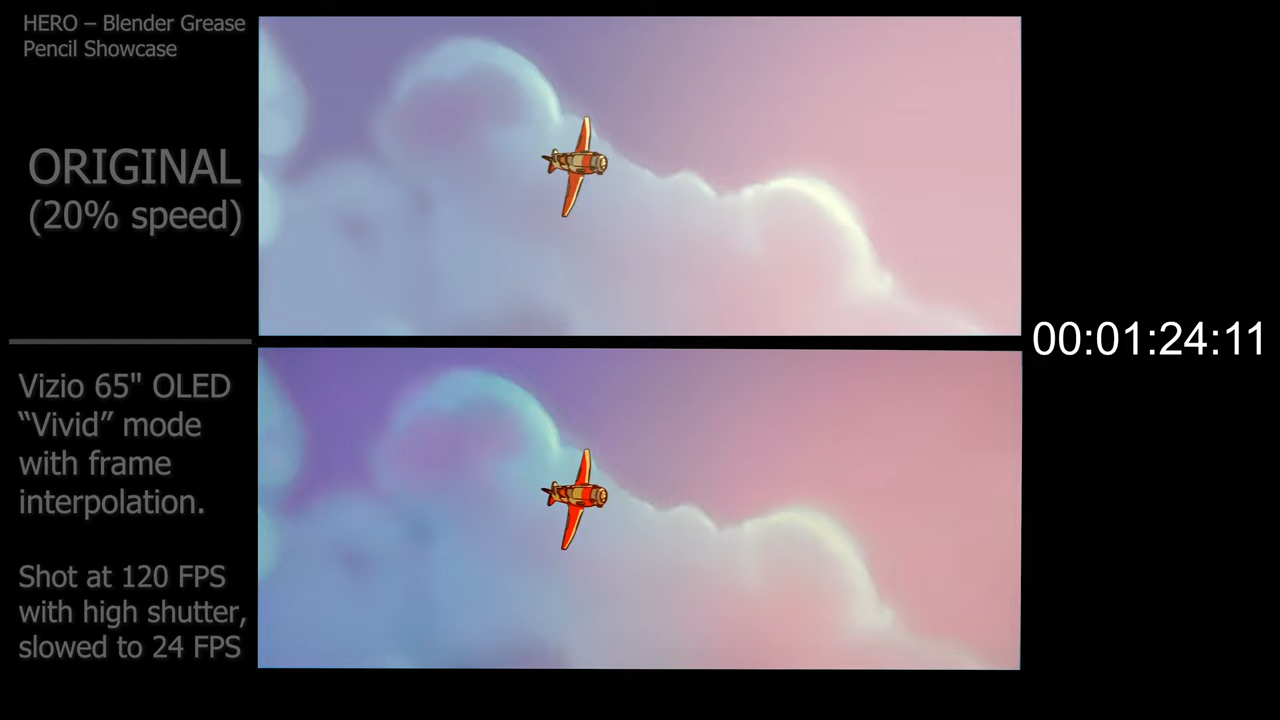 HERO – Blender Grease
Pencil Showcase
ORIGINAL
(20% speed)
00:01:24:11
Vizio 65" OLED
“Vivid” mode
with frame
interpolation.
Shot at 120 FPS
with high shutter,
slowed to 24 FPS